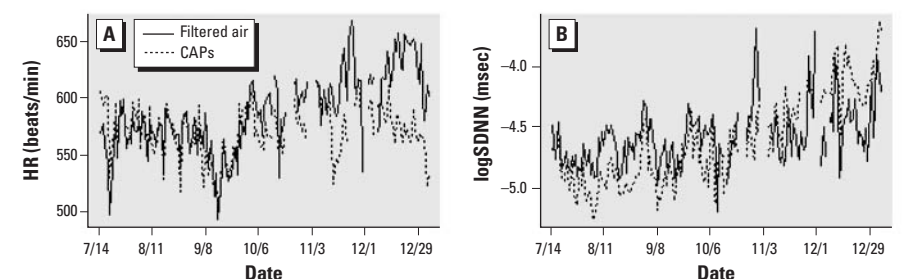 A
Filtered air
CAPs
HR (beats/min)
650
600
550
500
7/14
8/11
9/8
10/6
11/3
12/1
12/29
Date
B
logSDNN (msec)
–4.0
–4.5
–5.0
7/14
8/11
9/8
10/6
11/3
12/1
12/29
Date